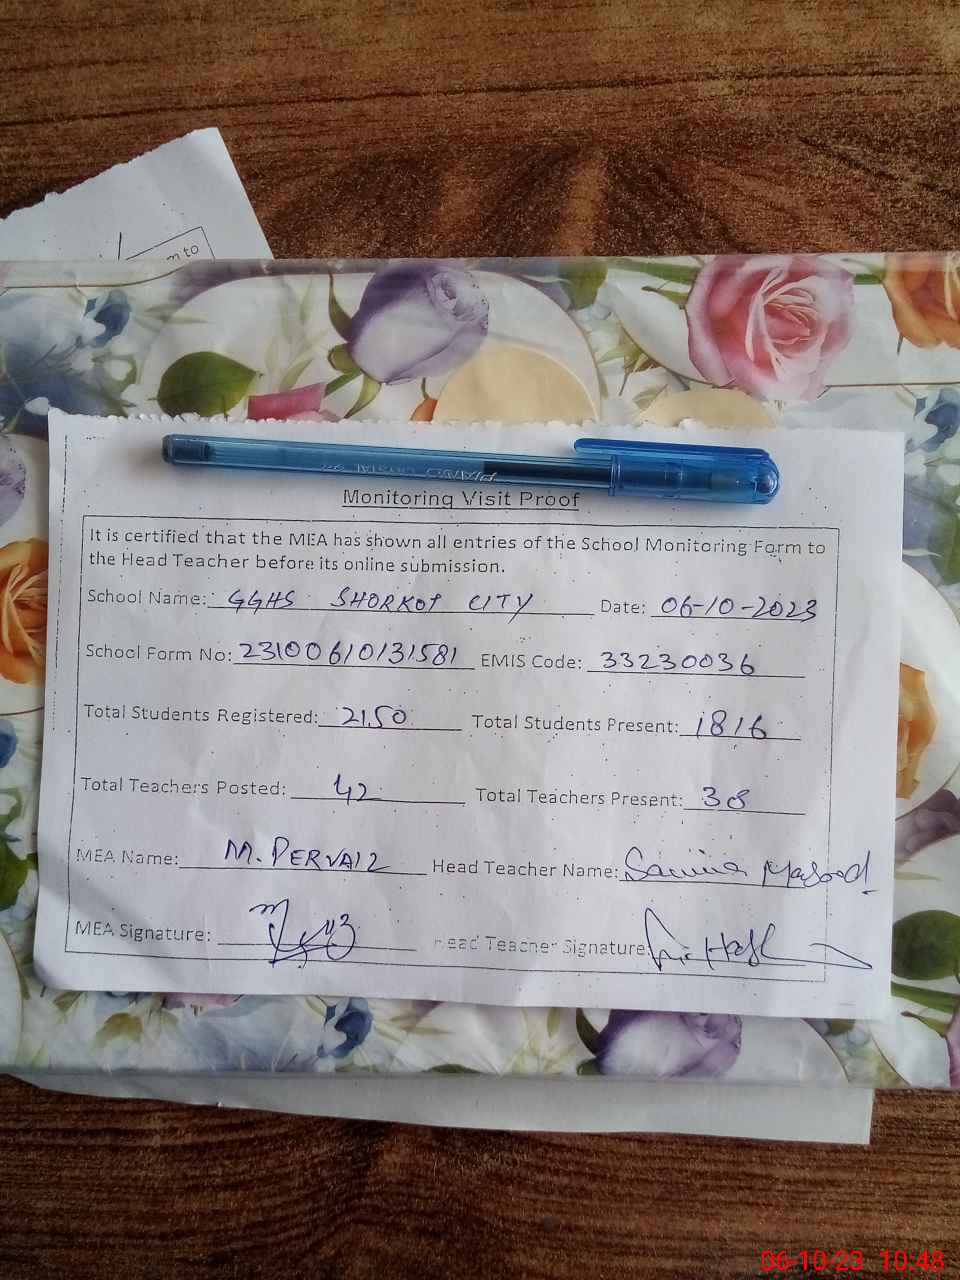 m to
Monitoring Visit Proof
It is certified that the MEA has shown all entries of the School Monitoring Form to
the Head Teacher before its online submission.
School Name: GGHS SHORKOT CITY Date: 06-10-2023
School Form No: 23100610131581 EMIS Code: 33230036
Total Students Registered: 2150 Total Students Present: 1816
Total Teachers Posted: 42 Total Teachers Present: 38
MEA Name: M. PERVAIZ Head Teacher Name: Masood
MEA Signature: Head Teacher Signature:
06-10-23 10:48